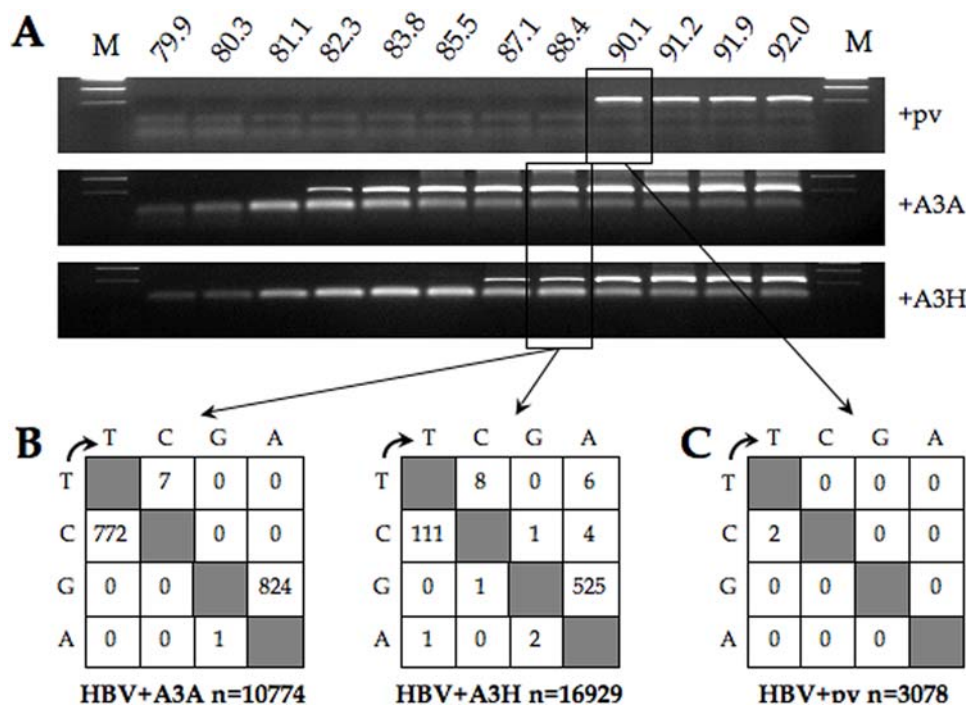 A
M 79.9 80.3 81.1 82.3 83.8 85.5 87.1 88.4 90.1 91.2 91.9 92.0 M
+pv
+A3A
+A3H
B
T C G A
T 7 0 0
C 772 0 0
G 0 0 824
A 0 0 1
HBV+A3A n=10774
T C G A
T 8 0 6
C 111 1 4
G 0 1 525
A 1 0 2
HBV+A3H n=16929
C
T C G A
T 0 0 0
C 2 0 0
G 0 0 0
A 0 0 0
HBV+pv n=3078